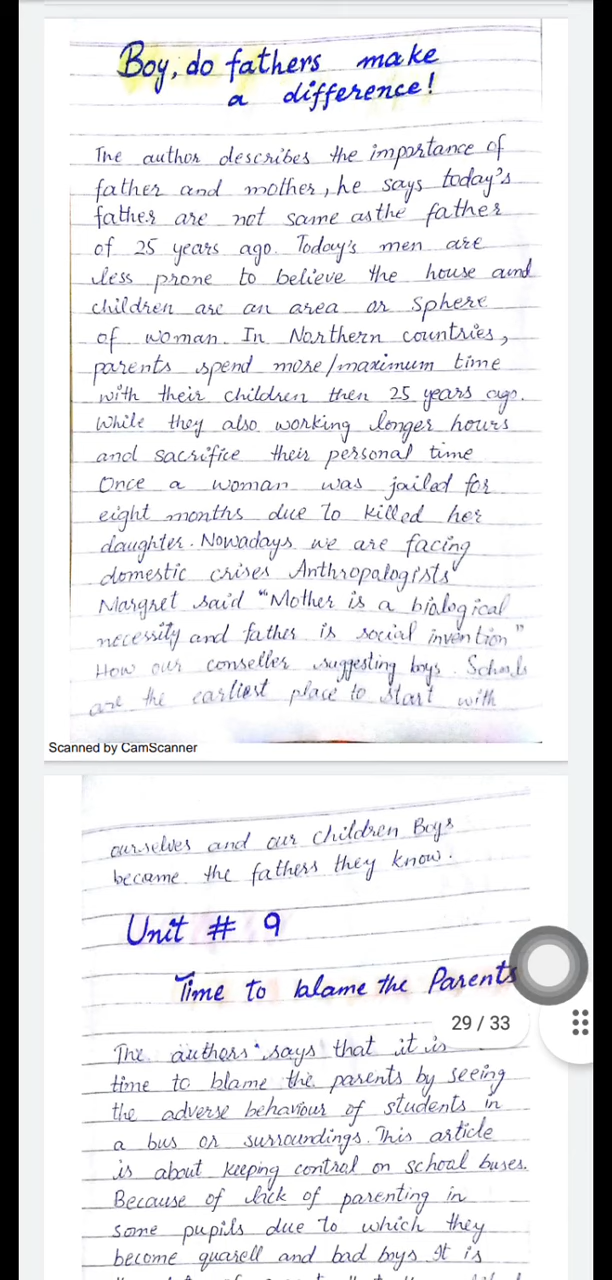 Boy, do fathers make
a difference!
The author describes the importance of
father and mother, he says today's
father are not same as the father
of 25 years ago. Today's men are
less prone to believe the house and
children are an area or sphere
of woman. In Northern countries,
parents spend more/maximum time
with their children then 25 years ago.
While they also working longer hours
and sacrifice their personal time
Once a woman was jailed for
eight months due to killed her
daughter. Nowadays we are facing
domestic crises Anthropalogists
Margret said "Mother is a biological
necessity and father is social invention"
How our conseller suggesting boys. Schools
are the earliest place to start with
Scanned by CamScanner
ourselves and our children Boys
become the fathers they know.
Unit # 9
Time to blame the Parents
29 / 33
The authors says that it is
time to blame the parents by seeing
the adverse behaviour of students in
a bus or surroundings. This article
is about keeping control on school buses.
Because of lack of parenting in
some pupils due to which they
become quarell and bad boys It is